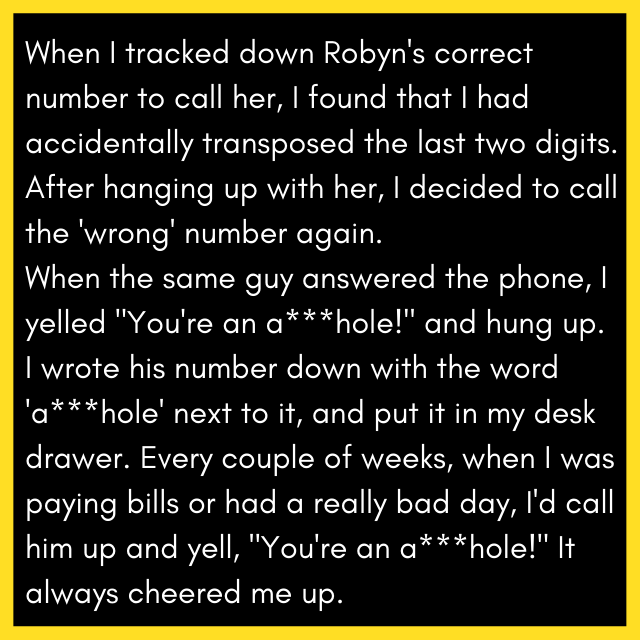 When I tracked down Robyn's correct
number to call her, I found that I had
accidentally transposed the last two digits.
After hanging up with her, I decided to call
the 'wrong' number again.
When the same guy answered the phone, I
yelled "You're an a***hole!" and hung up.
I wrote his number down with the word
'a***hole' next to it, and put it in my desk
drawer. Every couple of weeks, when I was
paying bills or had a really bad day, I'd call
him up and yell, "You're an a***hole!" It
always cheered me up.